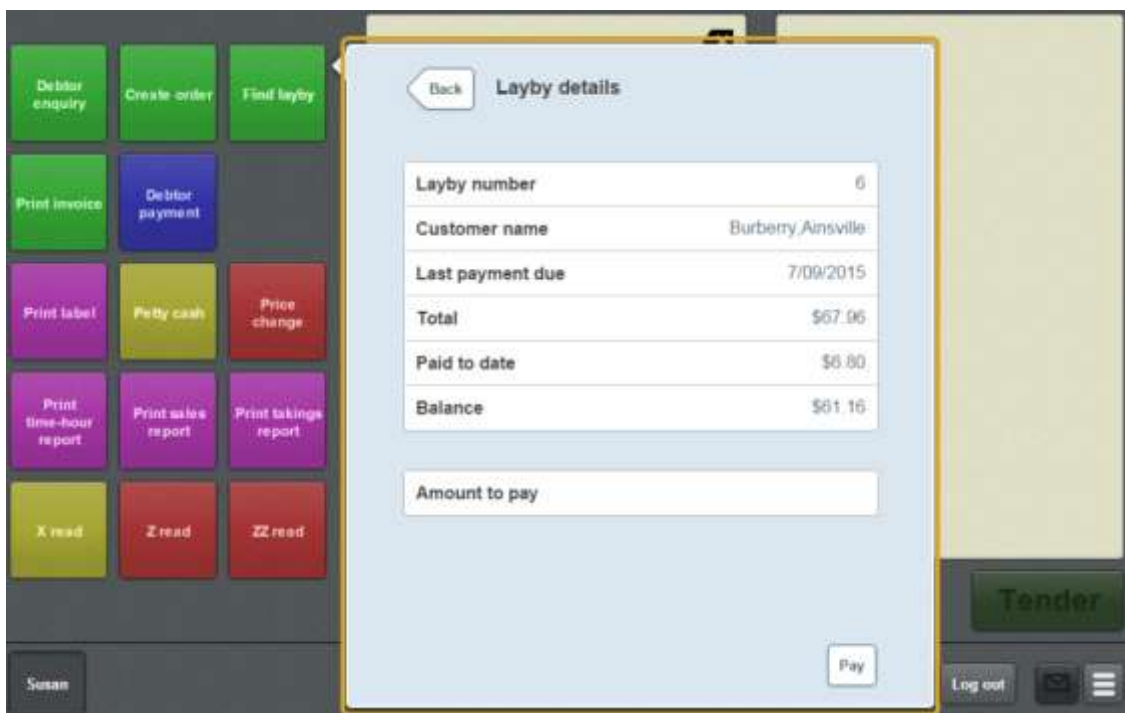 Debtor
enquiry
Create order
Find layby
Print invoice
Debtor
payment
Print label
Petty cash
Price
change
Print
time-hour
report
Print sales
report
Print takings
report
X read
Z read
ZZ read
Susan
Back
Layby details
Layby number 6
Customer name Burberry,Ainsville
Last payment due 7/09/2015
Total $67.96
Paid to date $6.80
Balance $61.16
Amount to pay
Pay
Tender
Log out